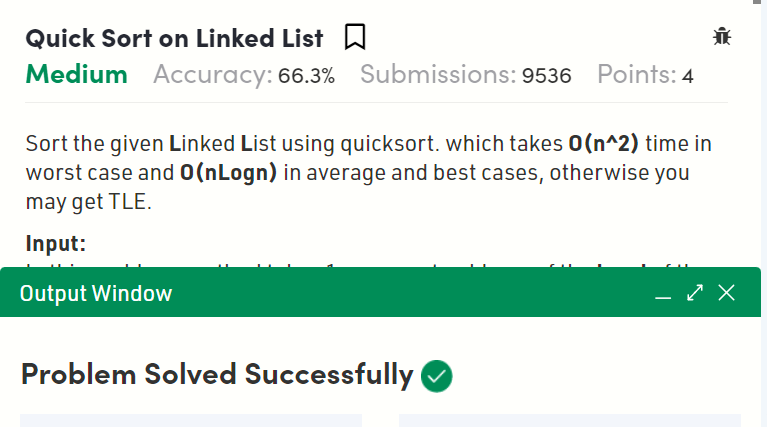 Quick Sort on Linked List
Medium Accuracy: 66.3% Submissions: 9536 Points: 4
Sort the given Linked List using quicksort. which takes O(n^2) time in
worst case and O(nLogn) in average and best cases, otherwise you
may get TLE.
Input:
Output Window
Problem Solved Successfully